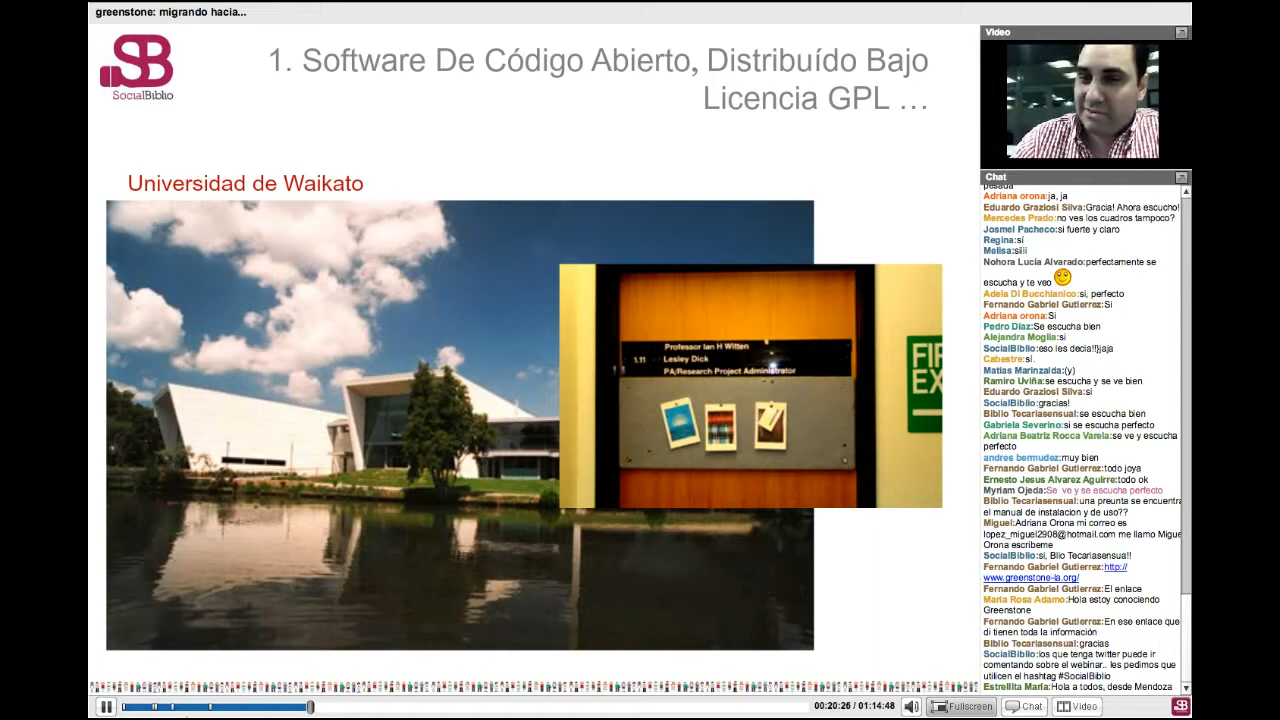 greenstone: migrando hacia...
SB
SocialBiblio
1. Software De Código Abierto, Distribuído Bajo
Licencia GPL …
Universidad de Waikato
Professor Ian H Witten
1.11 Lesley Dick
PA/Research Project Administrator
FIR
EX
Video
Chat
pesada
Adriana orona:ja, ja
Eduardo Graziosi Silva:Gracia! Ahora escucho!
Mercedes Prado:no ves los cuadros tampoco?
Josmel Pacheco:si fuerte y claro
Regina:sí
Melisa:siiii
Nohora Lucía Alvarado:perfectamente se
escucha y te veo
Adela Di Bucchianico:si, perfecto
Fernando Gabriel Gutierrez:Si
Adriana orona:Si
Pedro Diaz:Se escucha bien
Alejandra Moglia:si
SocialBiblio:eso les decia!!}jaja
Cabestre:sí.
Matias Marinzalda:(y)
Ramiro Uviña:se escucha y se ve bien
Eduardo Graziosi Silva:sí
SocialBiblio:gracias!
Biblio Tecariasensual:se escucha bien
Gabriela Severino:si se escucha perfecto
Adriana Beatriz Rocca Varela:se ve y escucha
perfecto
andres bermudez:muy bien
Fernando Gabriel Gutierrez:todo joya
Ernesto Jesus Alvarez Aguirre:todo ok
Myriam Ojeda:Se ve y se escucha perfecto
Biblio Tecariasensual:una preunta se encuentra
el manual de instalacion y de uso??
Miguel:Adriana Orona mi correo es
lopez_miguel2908@hotmail.com me llamo Migue
Orona escribeme
SocialBiblio:si, Blio Tecariasensua!!
Fernando Gabriel Gutierrez:http://
www.greenstone-la.org/
Fernando Gabriel Gutierrez:El enlace
Maria Rosa Adamo:Hola estoy conociendo
Greenstone
Fernando Gabriel Gutierrez:En ese enlace que
di tienen toda la información
Biblio Tecariasensual:gracias
SocialBiblio:los que tenga twitter puede ir
comentando sobre el webinar.. les pedimos que
utilicen el hashtag #SocialBiblio
Estrellita María:Hola a todos, desde Mendoza
00:20:26 / 01:14:48
Fullscreen
Chat
Video
SB